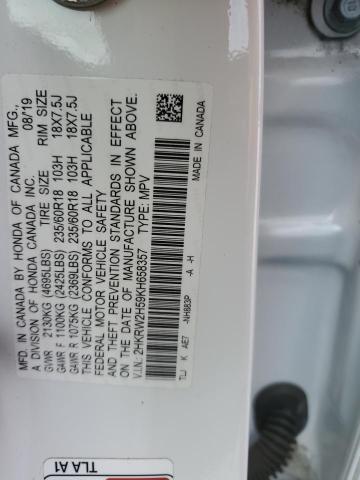 MFD. IN CANADA BY HONDA OF CANADA MFG.,
A DIVISION OF HONDA CANADA INC. 08/19
GVWR 2130KG (4695LBS) TIRE SIZE RIM SIZE
GAWR F 1100KG (2425LBS) 235/60R18 103H 18X7.5J
GAWR R 1075KG (2369LBS) 235/60R18 103H 18X7.5J
THIS VEHICLE CONFORMS TO ALL APPLICABLE
FEDERAL MOTOR VEHICLE SAFETY
AND THEFT PREVENTION STANDARDS IN EFFECT
ON THE DATE OF MANUFACTURE SHOWN ABOVE.
V.I.N.: 2HKRW2H59KH658357 TYPE: MPV
TLJ K AE7 -NH883P -A -H
MADE IN CANADA
TLA A1